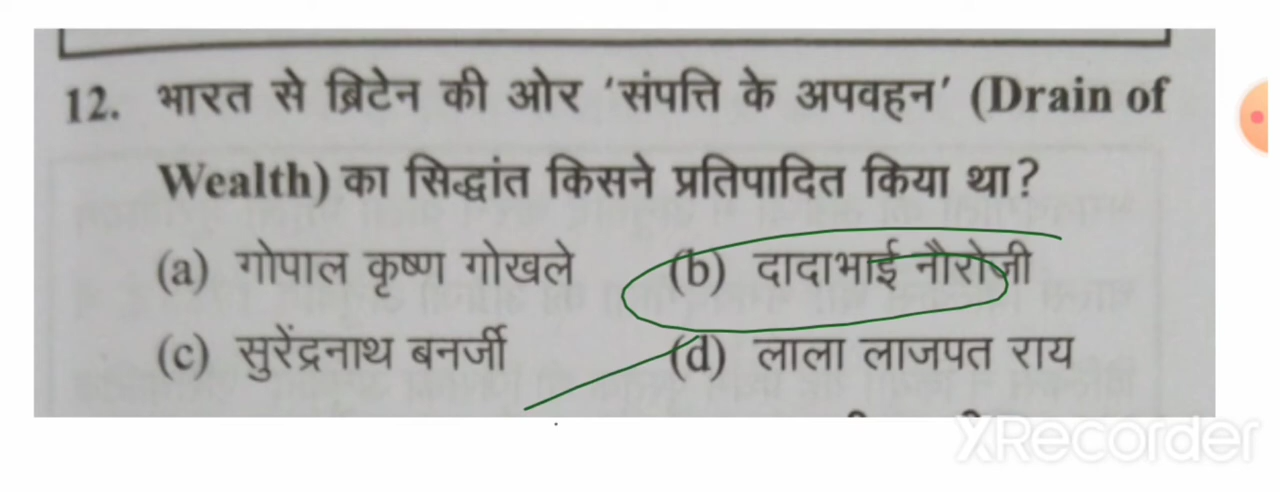 12. भारत से ब्रिटेन की ओर ‘संपत्ति के अपवहन’ (Drain of
Wealth) का सिद्धांत किसने प्रतिपादित किया था?
(a) गोपाल कृष्ण गोखले (b) दादाभाई नौरोजी
(c) सुरेंद्रनाथ बनर्जी (d) लाला लाजपत राय
XRecorder